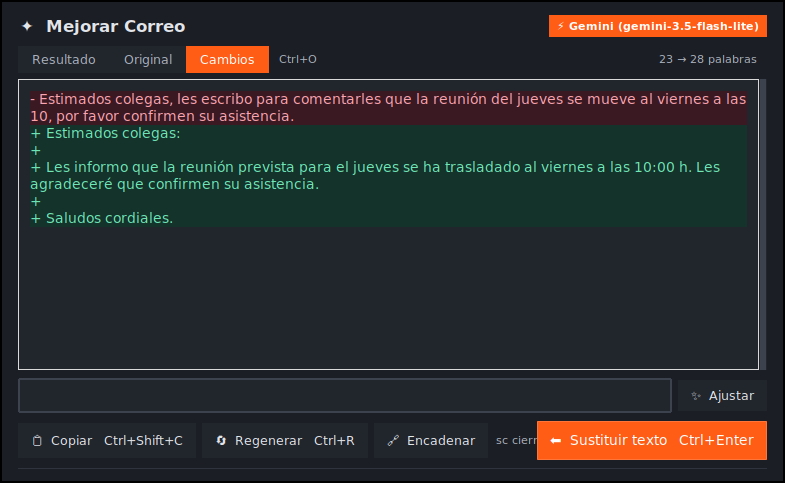 ✦ Mejorar Correo
⚡ Gemini (gemini-3.5-flash-lite)
Resultado Original Cambios Ctrl+O
23 → 28 palabras
- Estimados colegas, les escribo para comentarles que la reunión del jueves se mueve al viernes a las
10, por favor confirmen su asistencia.
+ Estimados colegas:
+
+ Les informo que la reunión prevista para el jueves se ha trasladado al viernes a las 10:00 h. Les
agradeceré que confirmen su asistencia.
+
+ Saludos cordiales.
✨ Ajustar
📋 Copiar Ctrl+Shift+C
🔄 Regenerar Ctrl+R
🔗 Encadenar
sc cierr
⬅ Sustituir texto Ctrl+Enter